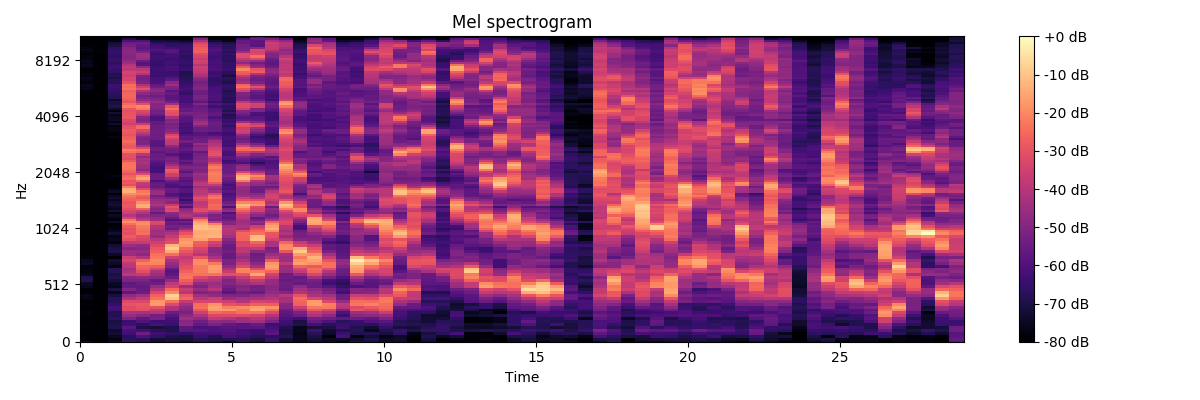 Mel spectrogram
Hz
8192
4096
2048
1024
512
0
0 5 10 15 20 25
Time
+0 dB
-10 dB
-20 dB
-30 dB
-40 dB
-50 dB
-60 dB
-70 dB
-80 dB